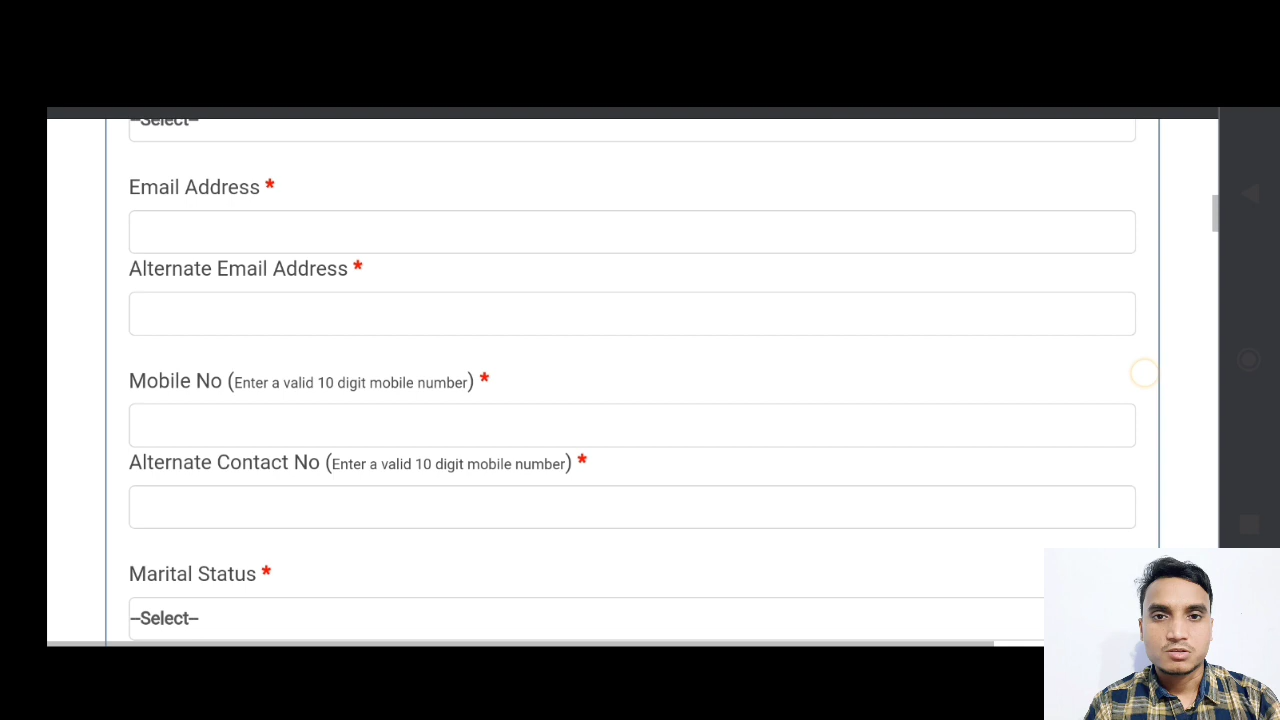 --Select--
Email Address *
Alternate Email Address *
Mobile No (Enter a valid 10 digit mobile number) *
Alternate Contact No (Enter a valid 10 digit mobile number) *
Marital Status *
--Select--